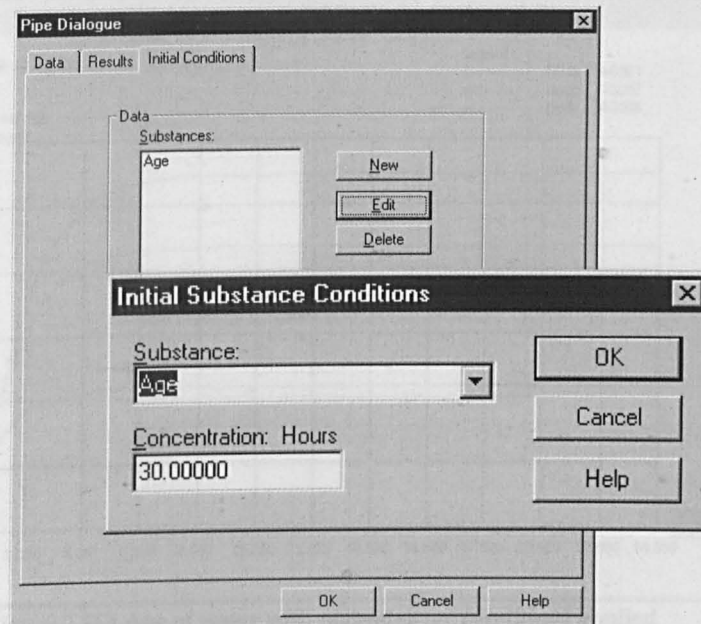 Pipe Dialogue
Data Results Initial Conditions
Data
Substances:
Age
New
Edit
Delete
Initial Substance Conditions
Substance:
Age
OK
Cancel
Concentration: Hours
30.00000
Help
OK Cancel Help